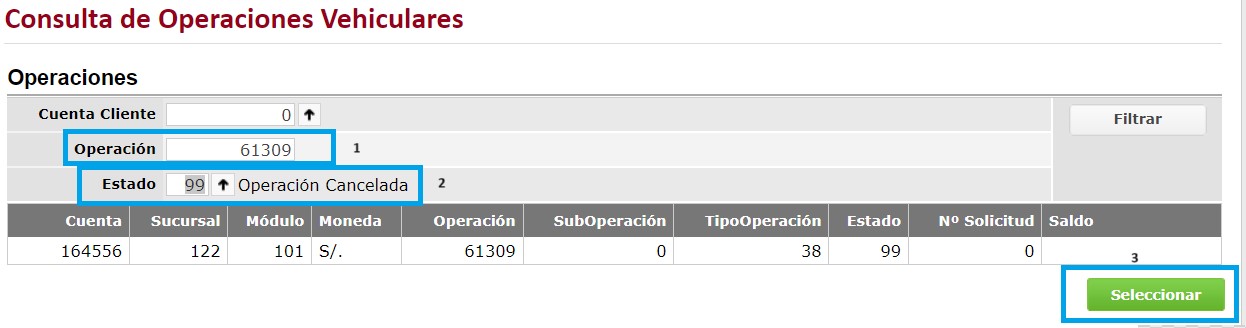 Consulta de Operaciones Vehiculares
Operaciones
Cuenta Cliente 0 Filtrar
Operación 61309 1
Estado 99 Operación Cancelada 2
Cuenta Sucursal Módulo Moneda Operación SubOperación TipoOperación Estado Nº Solicitud Saldo
164556 122 101 S/. 61309 0 38 99 0
3
Seleccionar